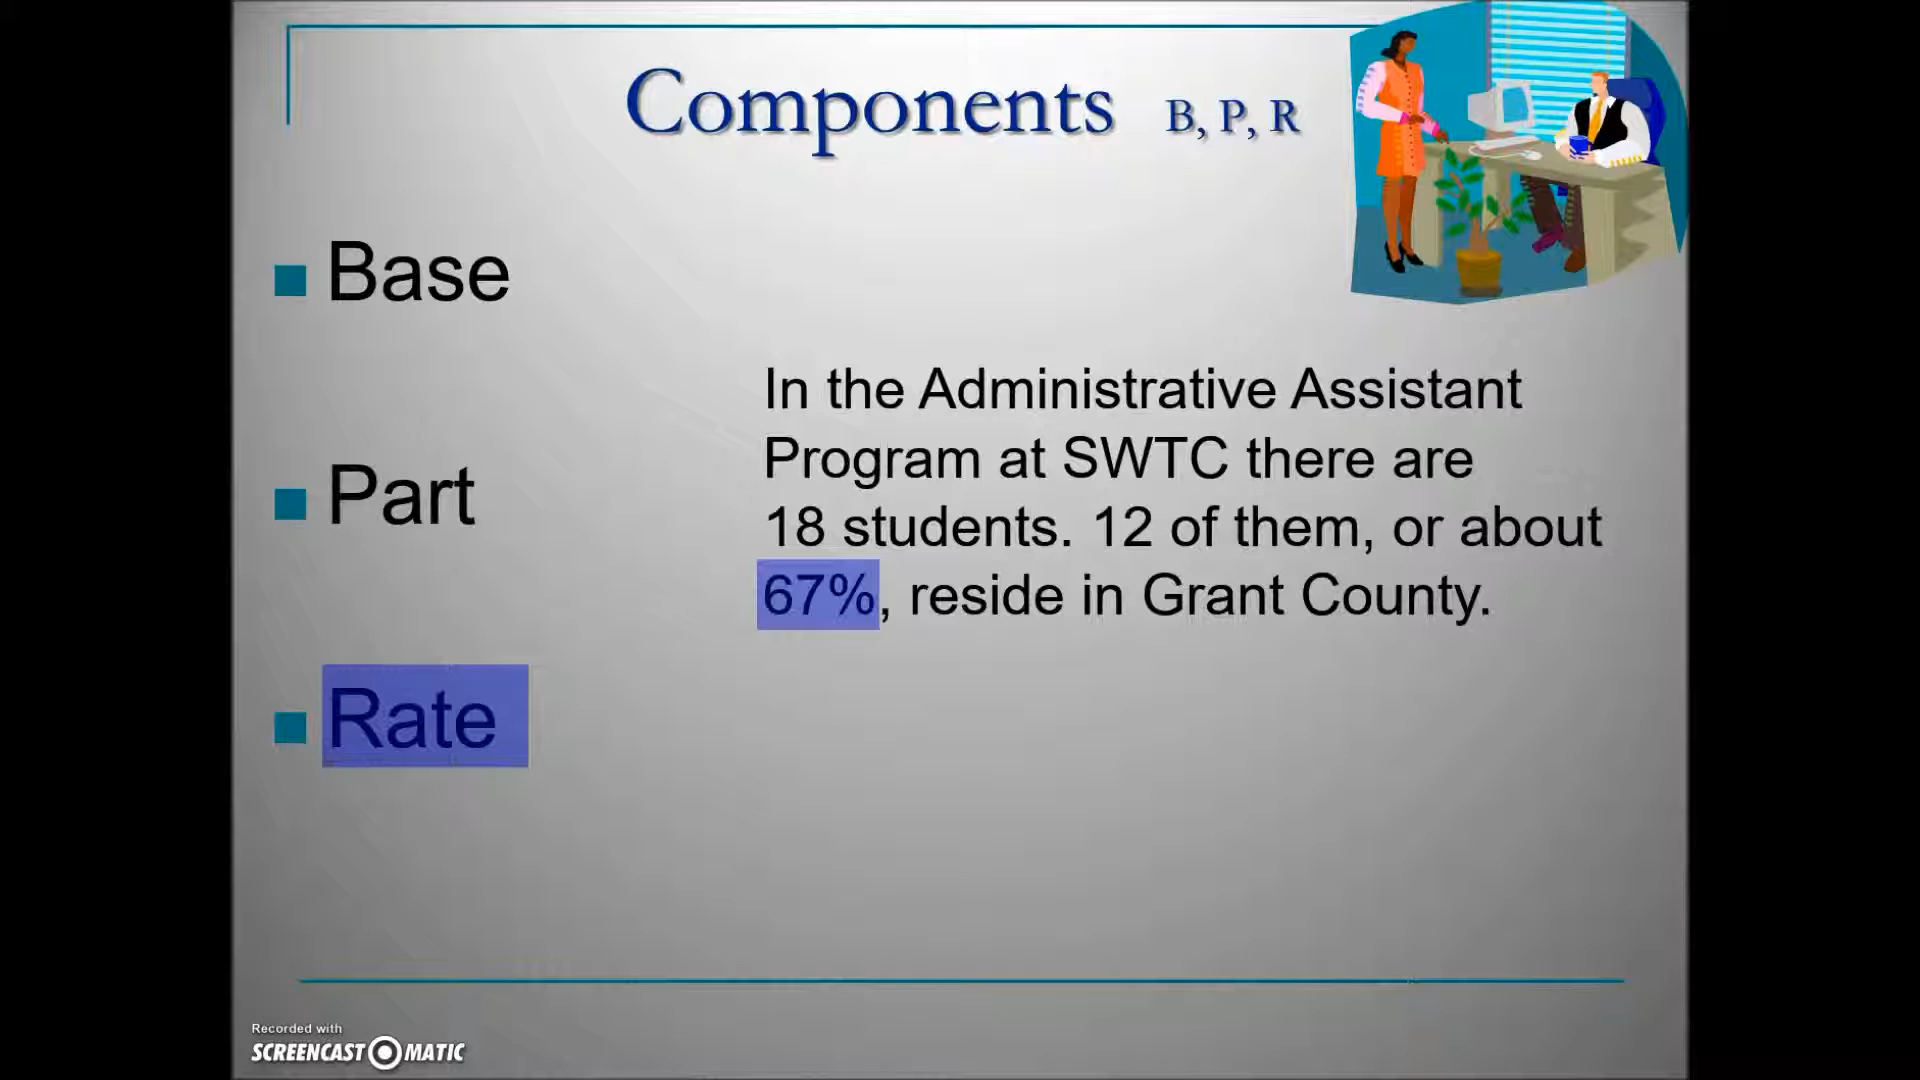 Components B, P, R
Base
Part
Rate
In the Administrative Assistant
Program at SWTC there are
18 students. 12 of them, or about
67%, reside in Grant County.
Recorded with
SCREENCAST MATIC